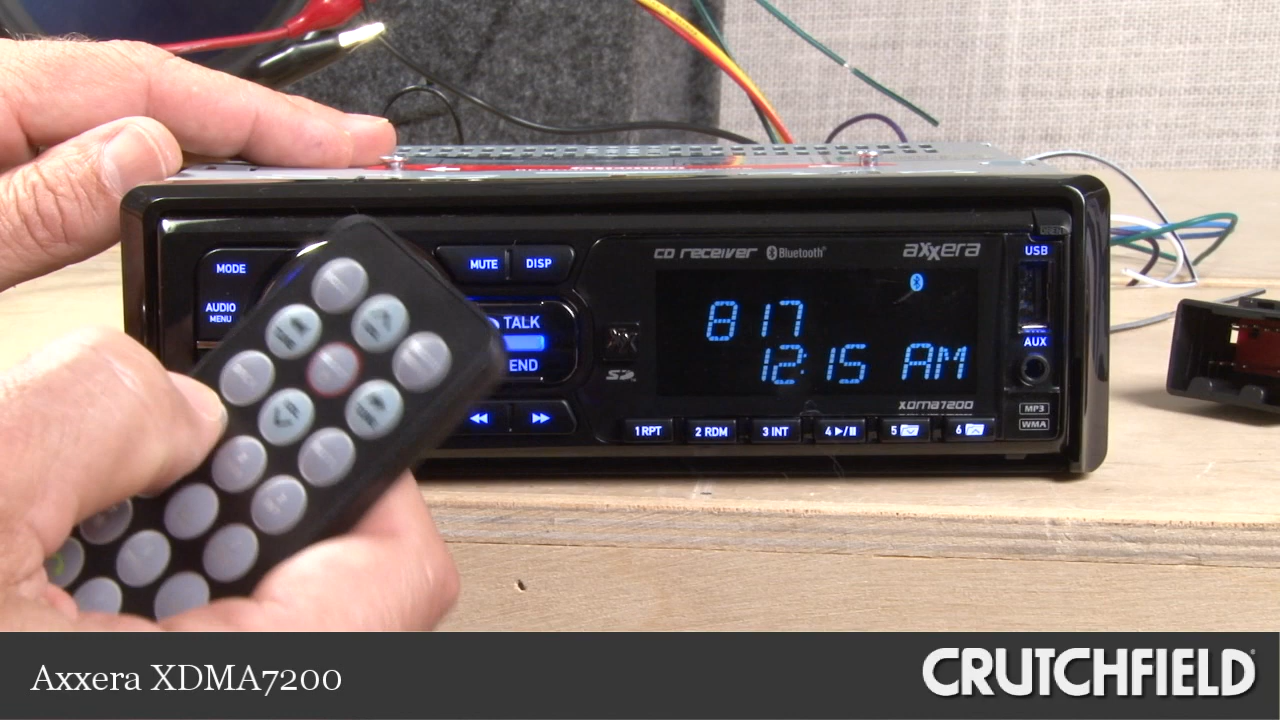 CD RECEIVER Bluetooth® axxera
MODE
MUTE DISP
USB
AUDIO
MENU
TALK
END
817
12:15 AM
AUX
SD
XDMA7200
MP3
WMA
1 RPT 2 RDM 3 INT 4 5 6
Axxera XDMA7200 CRUTCHFIELD